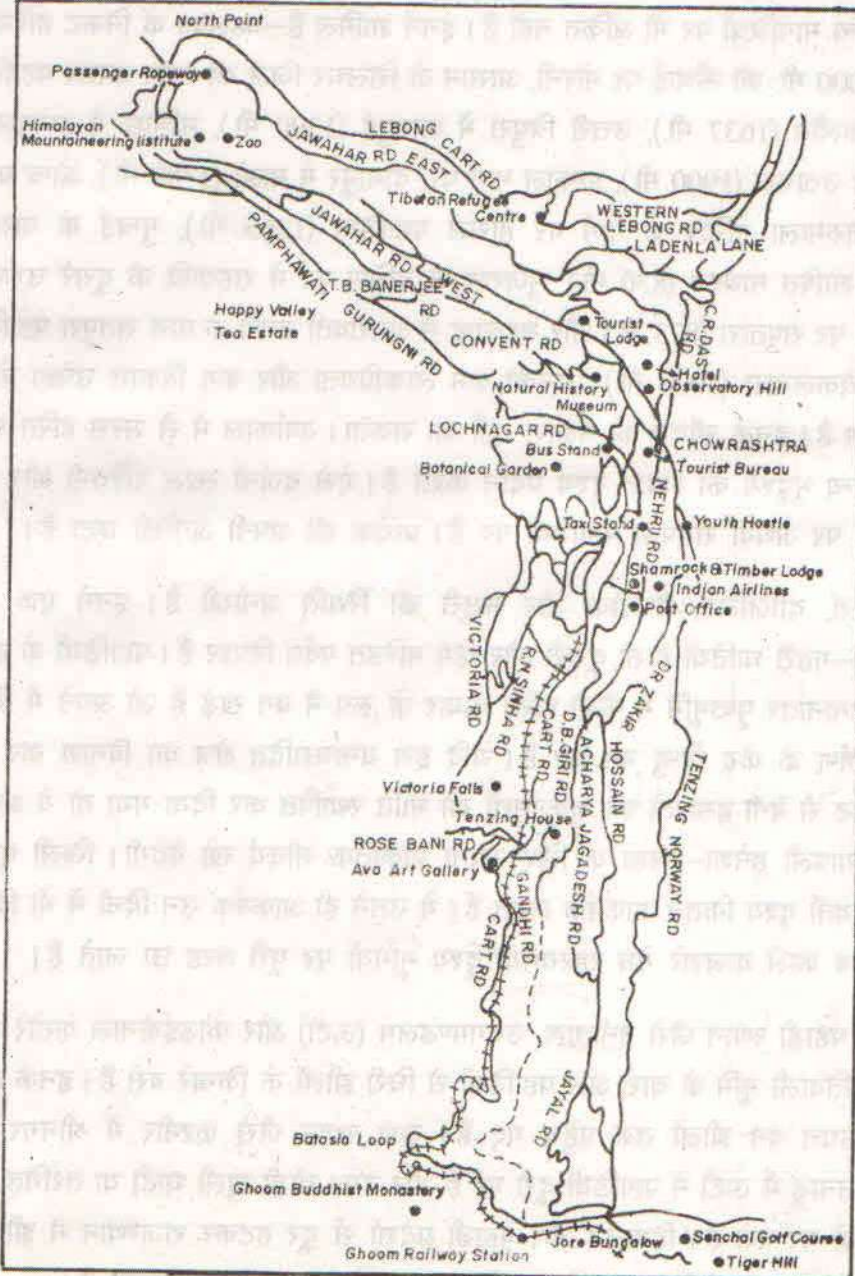 North Point
Passenger Ropeway
Himalayan
Mountaineering Iistitute
Zoo
LEBONG CART RD
JAWAHAR RD EAST
Tibetan Refugee
Centre
WESTERN
LEBONG RD
LADENLA LANE
JAWAHAR RD WEST
T.B. BANERJEE
RD
PAMPHAWATI GURUNGNI RD
Happy Valley
Tea Estate
CONVENT RD
Tourist
Lodge
C.R. DAS
RD
Hotel
Observatory Hill
Natural History
Museum
LOCHNAGAR RD
CHOWRASHTRA
Bus Stand
Tourist Bureau
Botanical Garden
NEHRU RD
Taxi Stand
Youth Hostle
Shamrock & Timber Lodge
Indian Airlines
Post Office
VICTORIA RD
R.N. SINHA RD
CART RD
D.B. GIRI RD
ACHARYA JAGADESH RD
DR ZAKIR HOSSAIN RD
TENZING NORWAY RD
Victoria Falls
Tenzing House
ROSE BANI RD
Ava Art Gallery
GANDHI RD
CART RD
JAYAL RD
Batasia Loop
Ghoom Buddhist Monastery
Ghoom Railway Station
Jore Bungalow
Senchal Golf Course
Tiger Hill